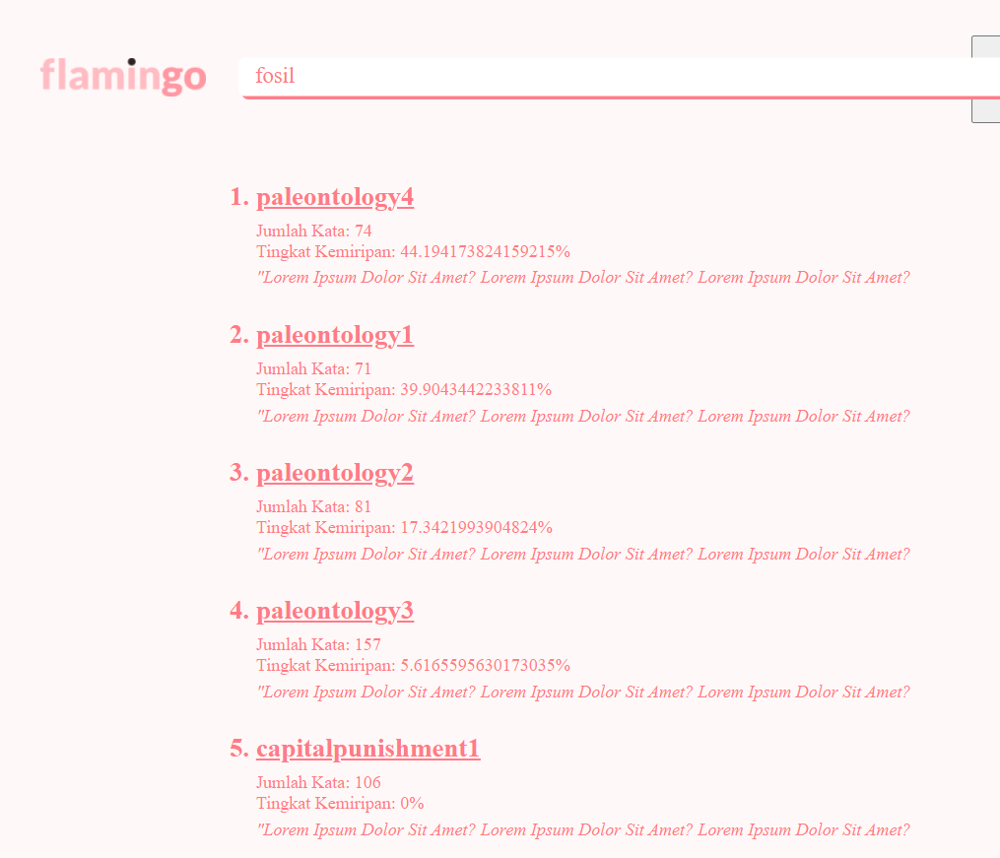 flamingo
fosil
1. paleontology4
Jumlah Kata: 74
Tingkat Kemiripan: 44.194173824159215%
"Lorem Ipsum Dolor Sit Amet? Lorem Ipsum Dolor Sit Amet? Lorem Ipsum Dolor Sit Amet?
2. paleontology1
Jumlah Kata: 71
Tingkat Kemiripan: 39.9043442233811%
"Lorem Ipsum Dolor Sit Amet? Lorem Ipsum Dolor Sit Amet? Lorem Ipsum Dolor Sit Amet?
3. paleontology2
Jumlah Kata: 81
Tingkat Kemiripan: 17.3421993904824%
"Lorem Ipsum Dolor Sit Amet? Lorem Ipsum Dolor Sit Amet? Lorem Ipsum Dolor Sit Amet?
4. paleontology3
Jumlah Kata: 157
Tingkat Kemiripan: 5.6165595630173035%
"Lorem Ipsum Dolor Sit Amet? Lorem Ipsum Dolor Sit Amet? Lorem Ipsum Dolor Sit Amet?
5. capitalpunishment1
Jumlah Kata: 106
Tingkat Kemiripan: 0%
"Lorem Ipsum Dolor Sit Amet? Lorem Ipsum Dolor Sit Amet? Lorem Ipsum Dolor Sit Amet?